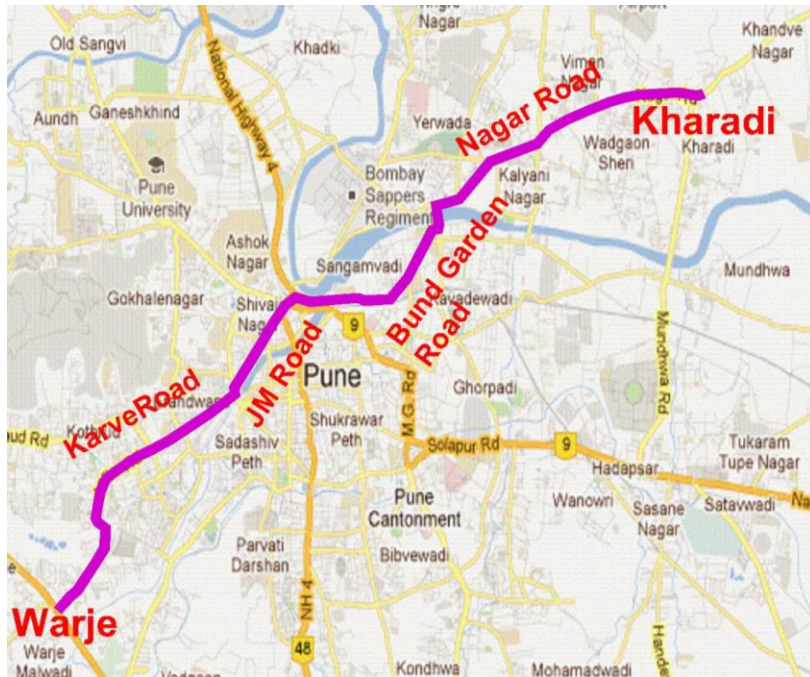 Khandve
Nagar
Nagar
Old Sangvi
Khadki
National Highway 4
Viman
Nagar
Nagar Road
Kharadi
Ganeshkhind
Aundh
Yerwada
Wadgaon
Sheri
Kharadi
Bombay
Sappers
Regiment
Kalyani
Nagar
Pune
University
Ashok
Nagar
Sangamvadi
Bund Garden
Road
Mundhwa
Gokhalenagar
9
JM Road
Pune
M.G. Rd
Ghorpadi
Mundhwa Rd
KarveRoad
Shukrawar
Peth
Sadashiv
Peth
Solapur Rd
9
Hadapsar
Tukaram
Tupe Nagar
Pune
Cantonment
Wanowri
Sasane
Nagar
Satavwadi
Parvati
Darshan
Bibvewadi
NH 4
Warje
48
Warje
Malwadi
Kondhwa
Mohamadwadi